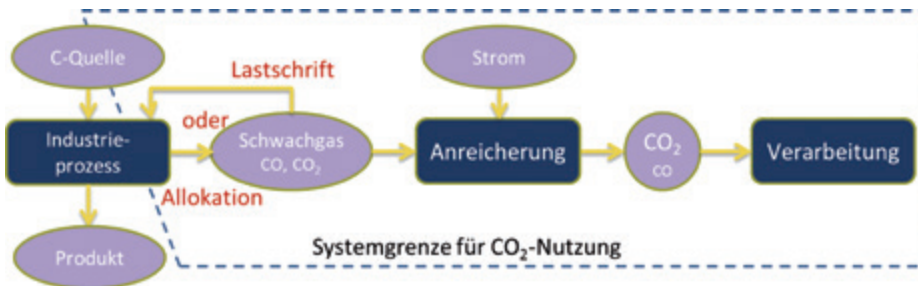 C-Quelle
Strom
Lastschrift
oder
Industrie-
prozess
Schwachgas
CO, CO₂
Anreicherung
CO₂
CO
Verarbeitung
Allokation
Produkt
Systemgrenze für CO₂-Nutzung